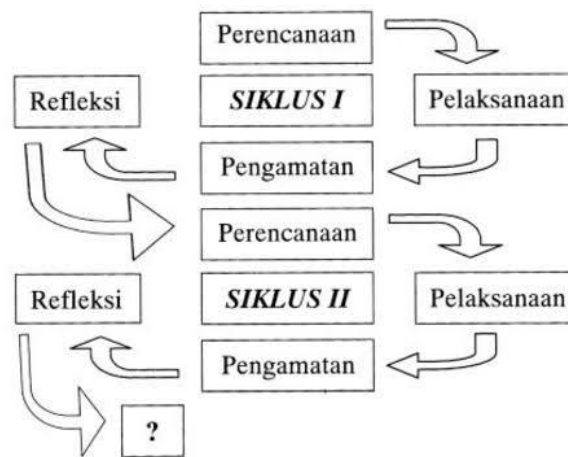 Perencanaan
Refleksi
SIKLUS I
Pelaksanaan
Pengamatan
Perencanaan
Refleksi
SIKLUS II
Pelaksanaan
Pengamatan
?